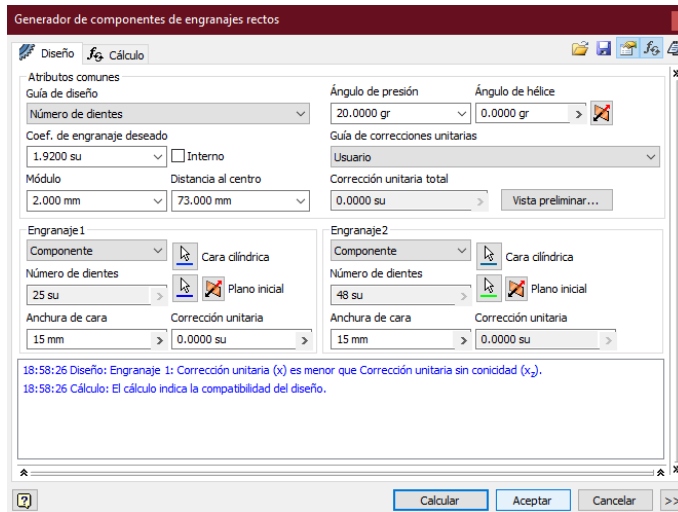 Generador de componentes de engranajes rectos
Diseño
Cálculo
Atributos comunes
Guía de diseño
Número de dientes
Ángulo de presión
Ángulo de hélice
20.0000 gr
0.0000 gr
Coef. de engranaje deseado
1.9200 su
Interno
Guía de correcciones unitarias
Usuario
Módulo
Distancia al centro
2.000 mm
73.000 mm
Corrección unitaria total
0.0000 su
Vista preliminar...
Engranaje1
Componente
Cara cilíndrica
Número de dientes
25 su
Plano inicial
Anchura de cara
Corrección unitaria
15 mm
0.0000 su
Engranaje2
Componente
Cara cilíndrica
Número de dientes
48 su
Plano inicial
Anchura de cara
Corrección unitaria
15 mm
0.0000 su
18:58:26 Diseño: Engranaje 1: Corrección unitaria (x) es menor que Corrección unitaria sin conicidad (xz).
18:58:26 Cálculo: El cálculo indica la compatibilidad del diseño.
Calcular
Aceptar
Cancelar
>>